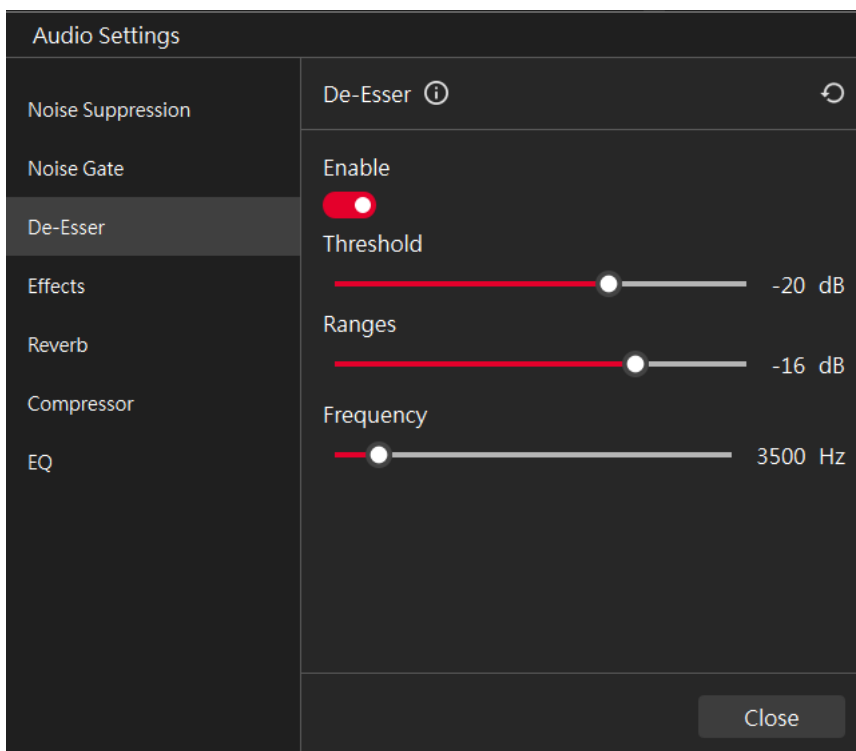 Audio Settings
Noise Suppression
Noise Gate
De-Esser
Effects
Reverb
Compressor
EQ
De-Esser
Enable
Threshold
-20 dB
Ranges
-16 dB
Frequency
3500 Hz
Close